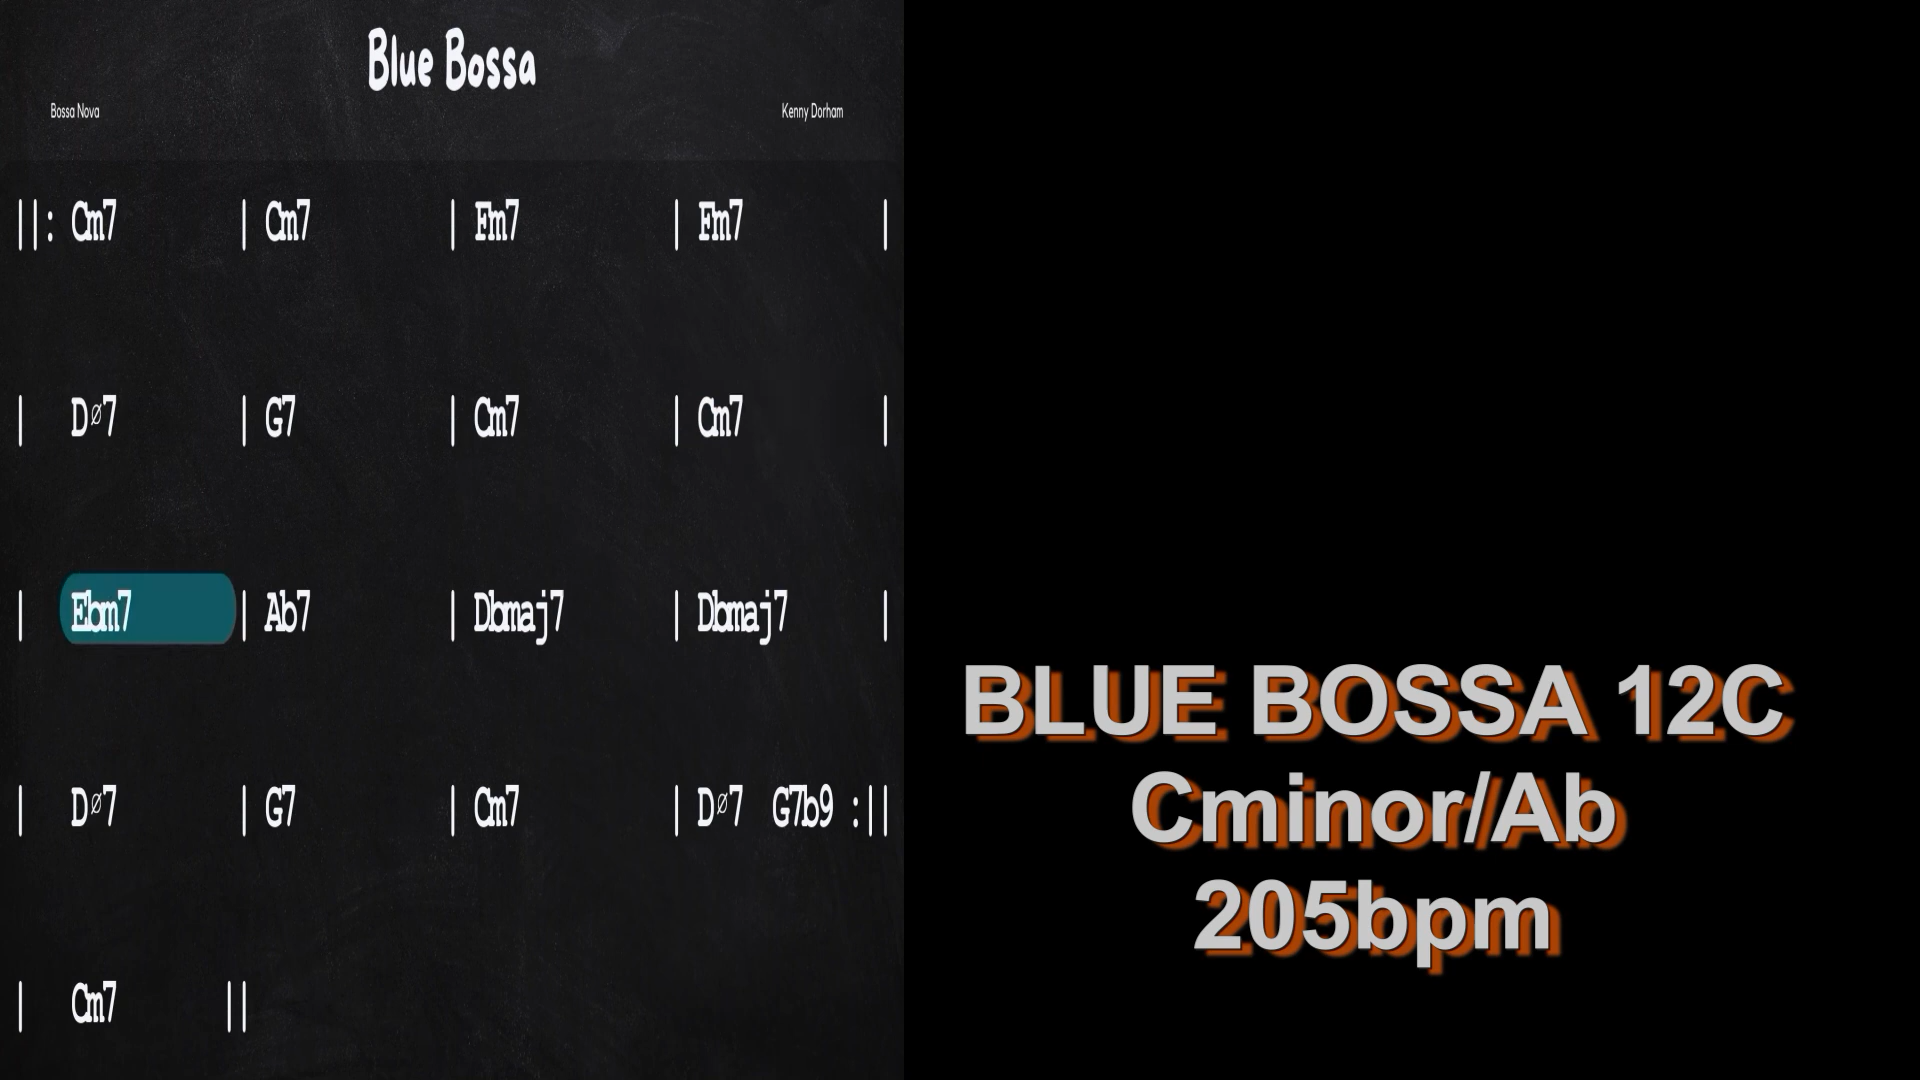 Blue Bossa
Bossa Nova Kenny Dorham
||: Cm7 | Cm7 | Fm7 | Fm7 |
| Dø7 | G7 | Cm7 | Cm7 |
| Ebm7 | Ab7 | Dbmaj7 | Dbmaj7 |
| Dø7 | G7 | Cm7 | Dø7 G7b9 :||
| Cm7 ||
BLUE BOSSA 12C
Cminor/Ab
205bpm